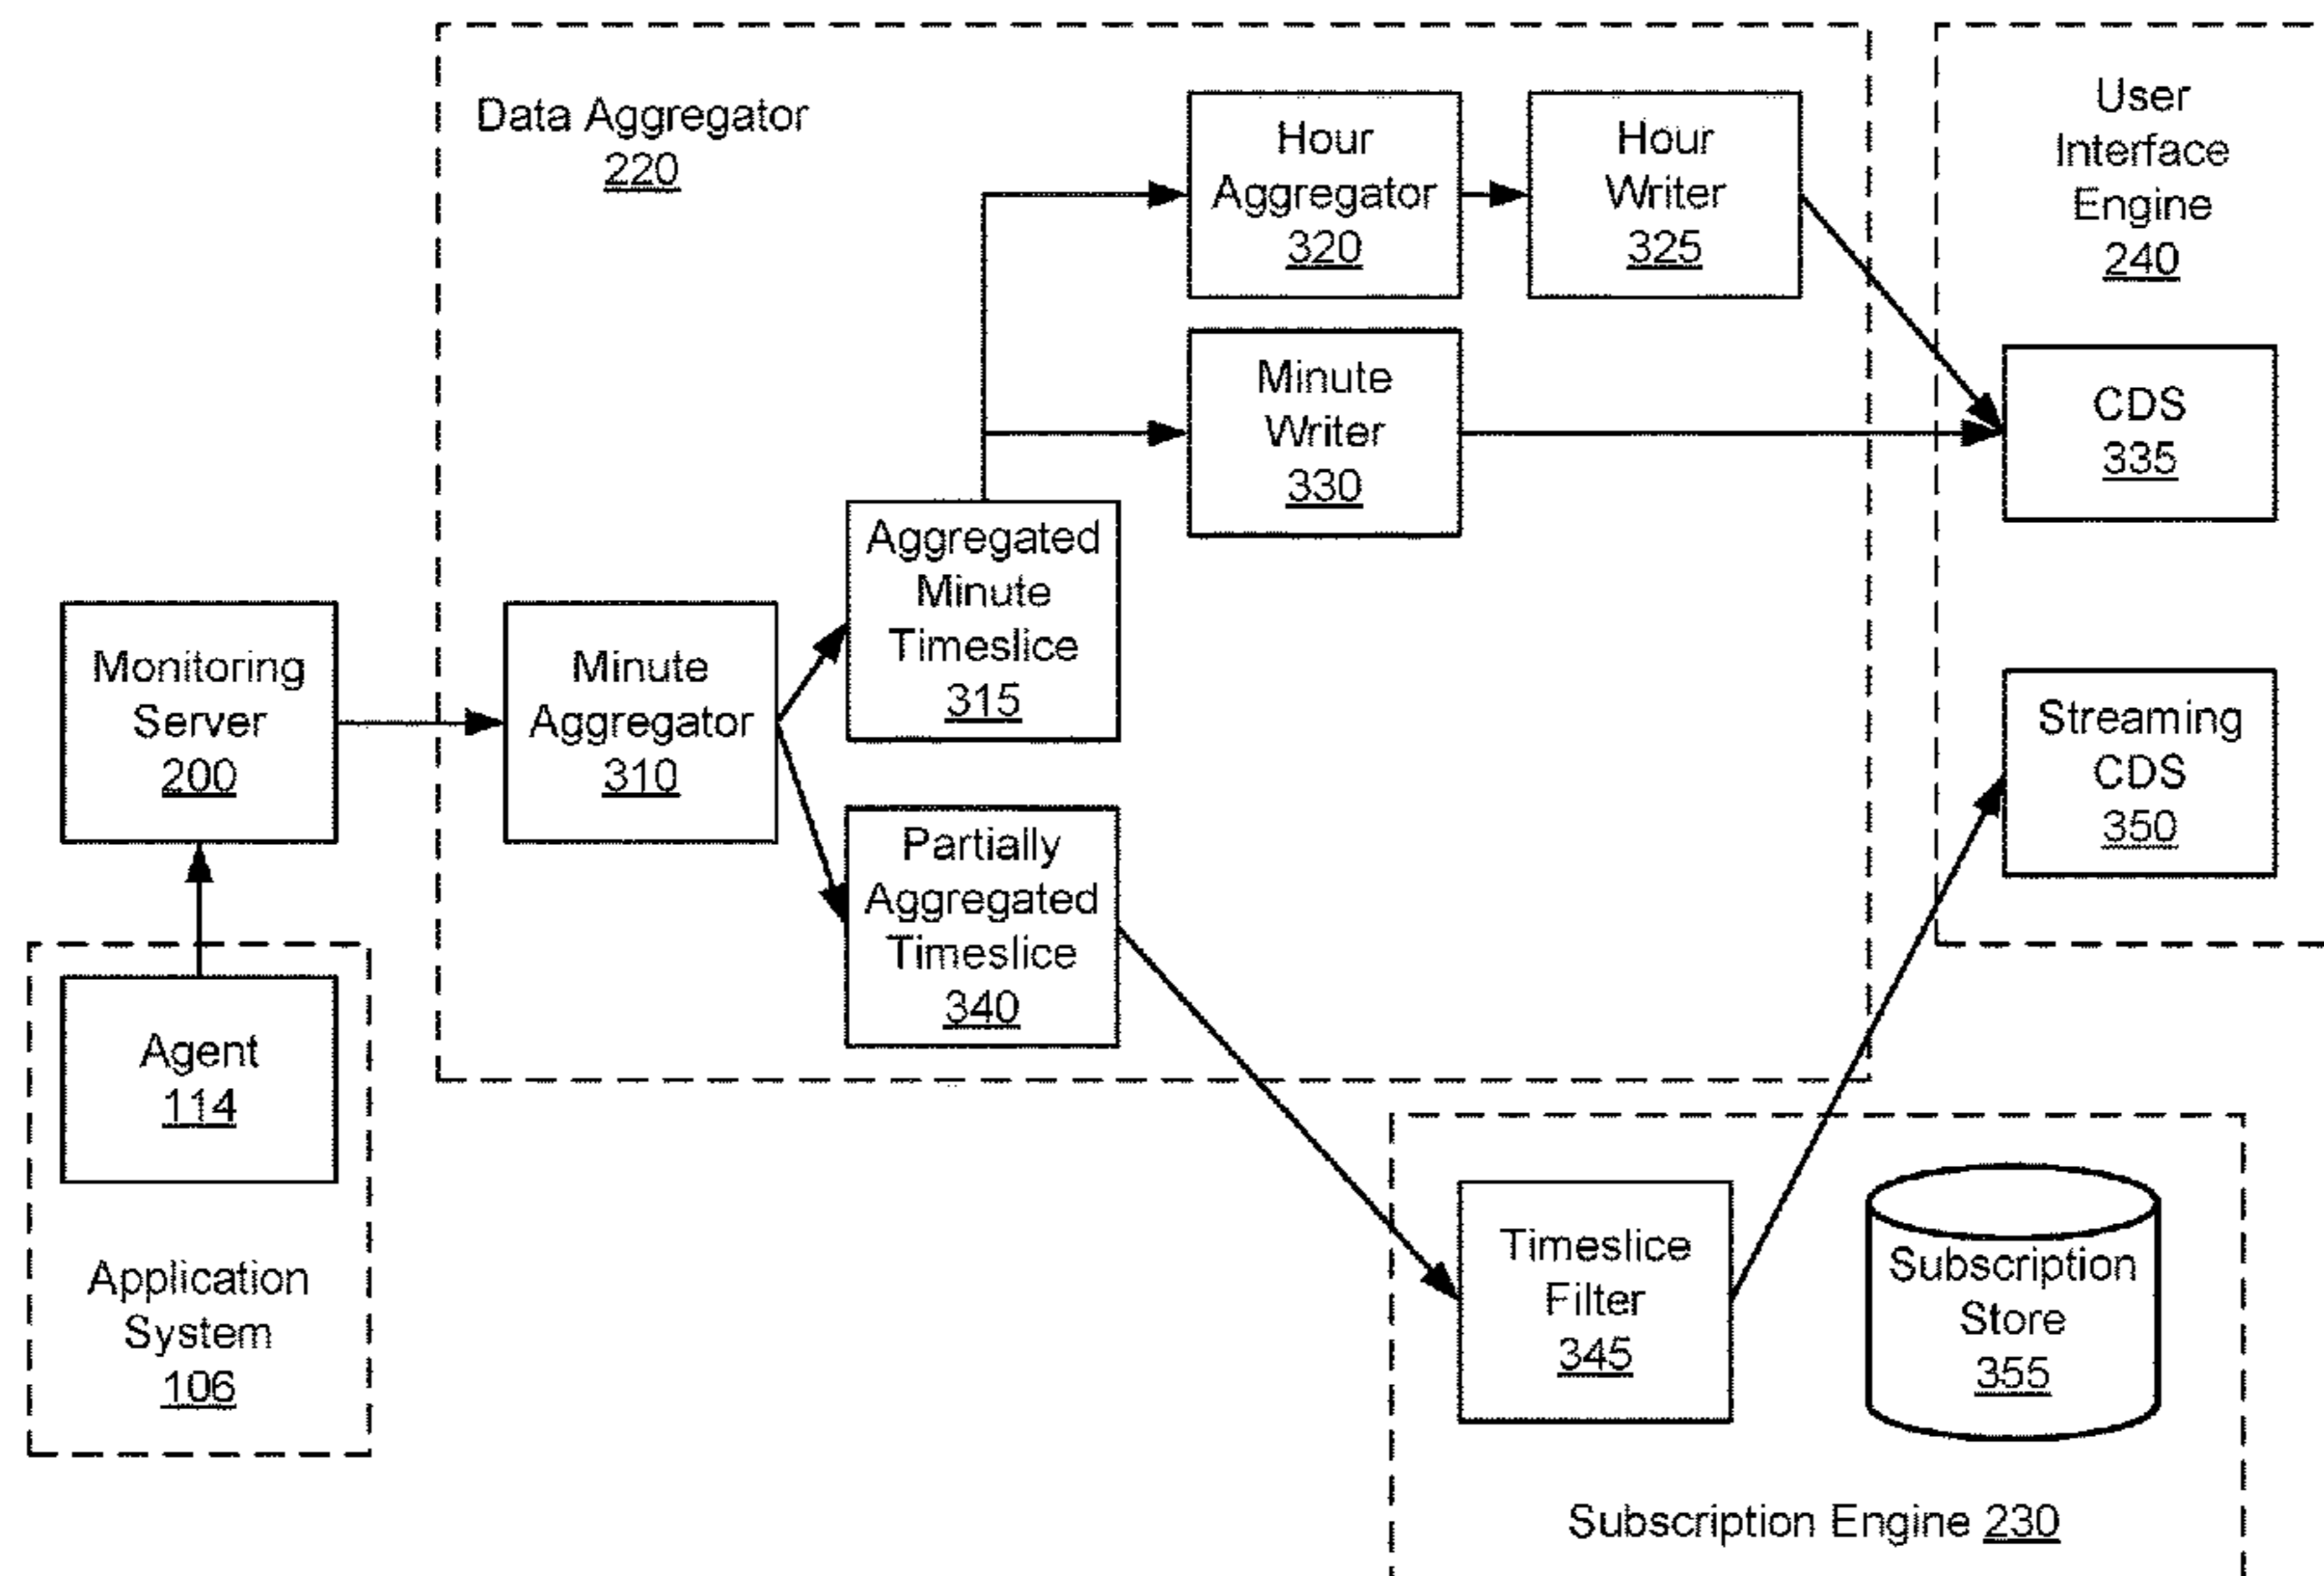 Data Aggregator
220
Hour
Aggregator
320
Hour
Writer
325
User
Interface
Engine
240
Minute
Writer
330
CDS
335
Aggregated
Minute
Timeslice
315
Monitoring
Server
200
Minute
Aggregator
310
Streaming
CDS
350
Partially
Aggregated
Timeslice
340
Agent
114
Application
System
106
Timeslice
Filter
345
Subscription
Store
355
Subscription Engine 230